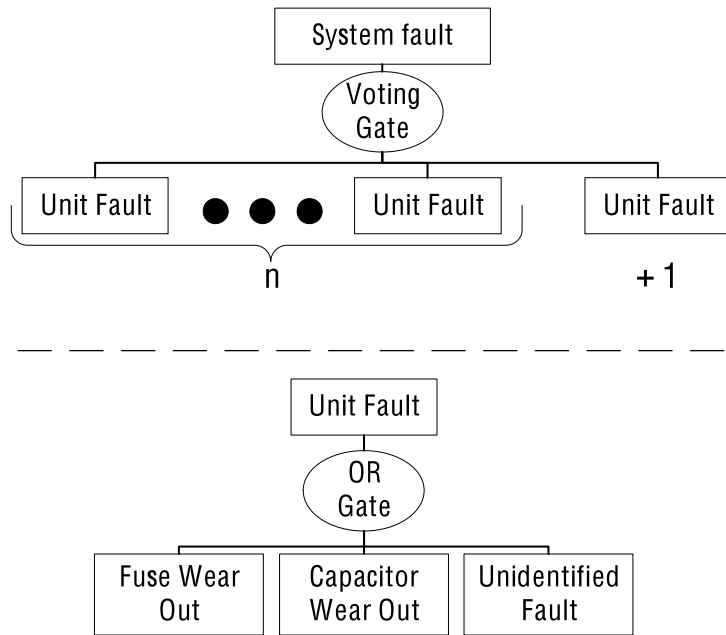 System fault
Voting
Gate
Unit Fault
Unit Fault
Unit Fault
n
+ 1
Unit Fault
OR
Gate
Fuse Wear
Out
Capacitor
Wear Out
Unidentified
Fault